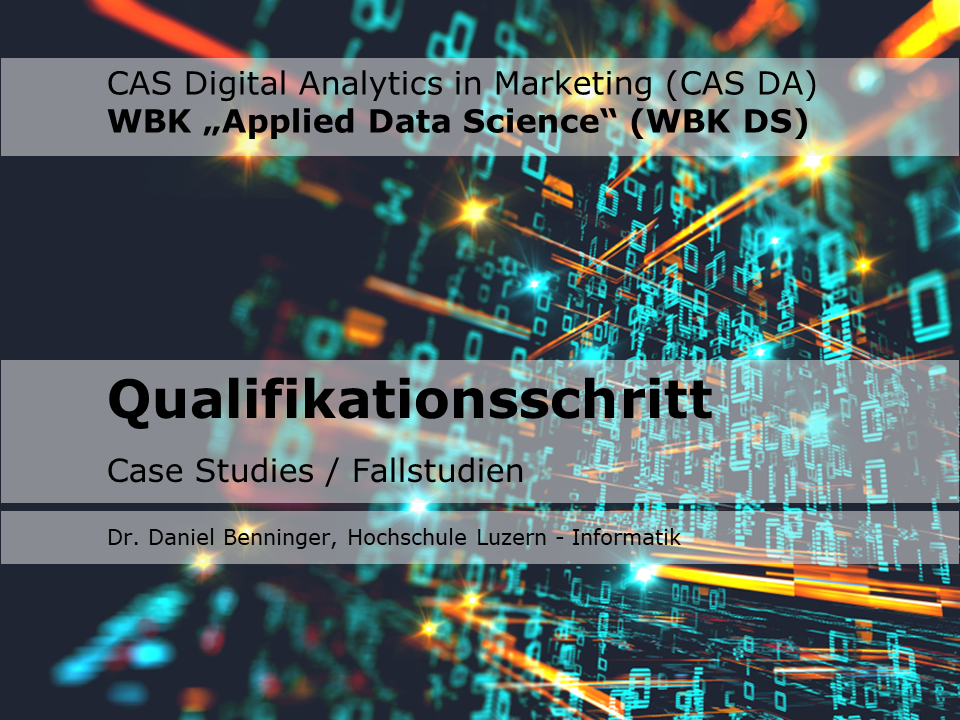 CAS Digital Analytics in Marketing (CAS DA)
WBK „Applied Data Science“ (WBK DS)
Qualifikationsschritt
Case Studies / Fallstudien
Dr. Daniel Benninger, Hochschule Luzern - Informatik